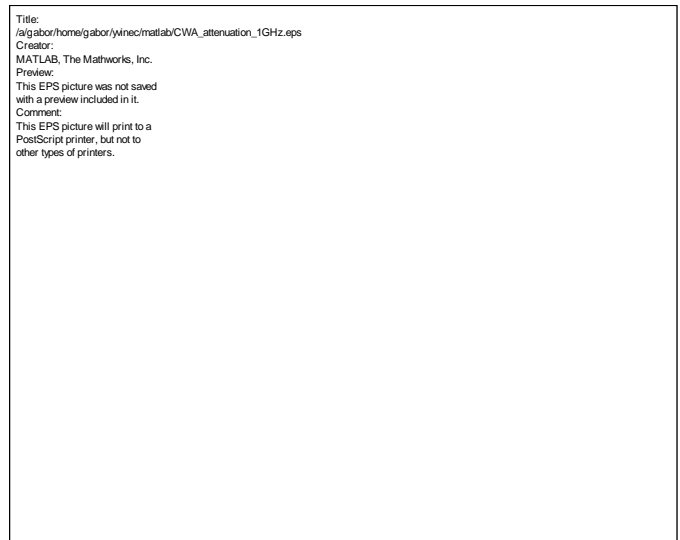 Title:
/a/gabor/home/gabor/yvinec/matlab/CWA_attenuation_1GHz.eps
Creator:
MATLAB, The Mathworks, Inc.
Preview:
This EPS picture was not saved
with a preview included in it.
Comment:
This EPS picture will print to a
PostScript printer, but not to
other types of printers.